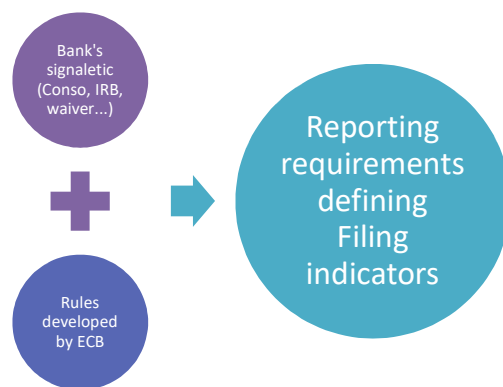 Bank's
signaletic
(Conso, IRB,
waiver...)
Rules
developed
by ECB
Reporting
requirements
defining
Filing
indicators